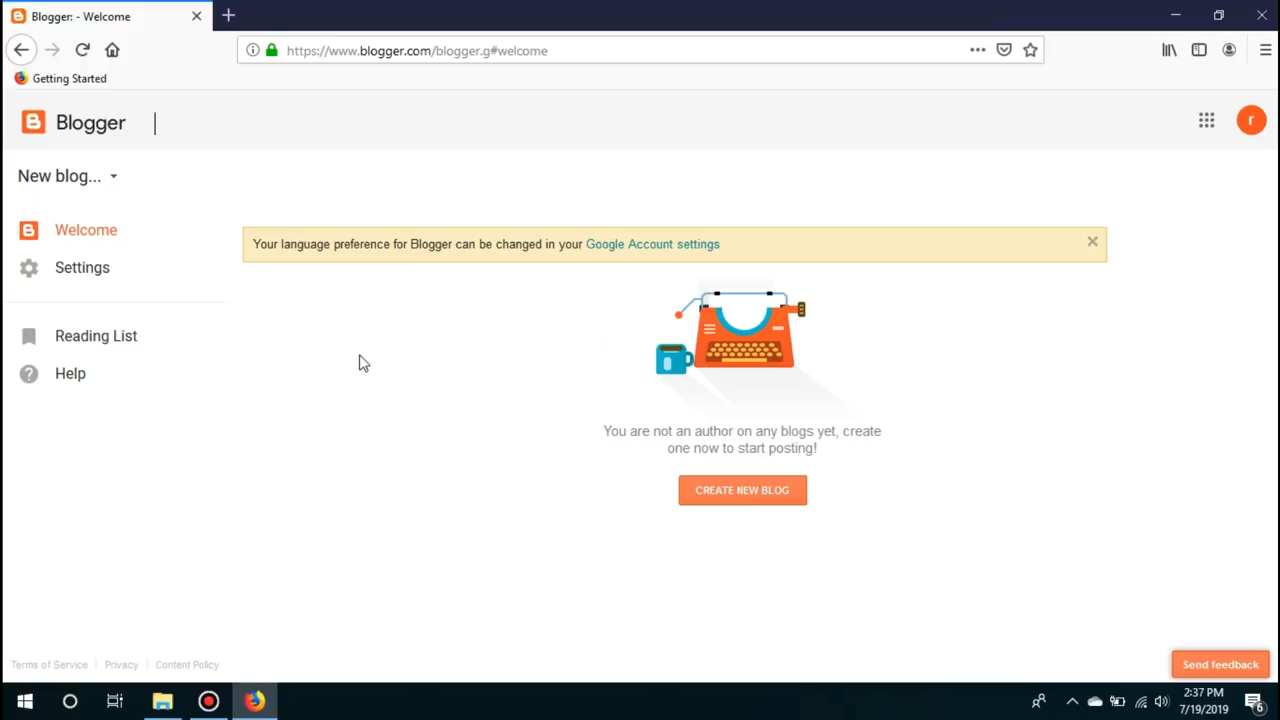 Blogger: - Welcome
https://www.blogger.com/blogger.g#welcome
Getting Started
Blogger
r
New blog...
Welcome
Settings
Reading List
Help
Your language preference for Blogger can be changed in your Google Account settings
You are not an author on any blogs yet, create
one now to start posting!
CREATE NEW BLOG
Terms of Service
Privacy
Content Policy
Send feedback
2:37 PM
7/19/2019
6